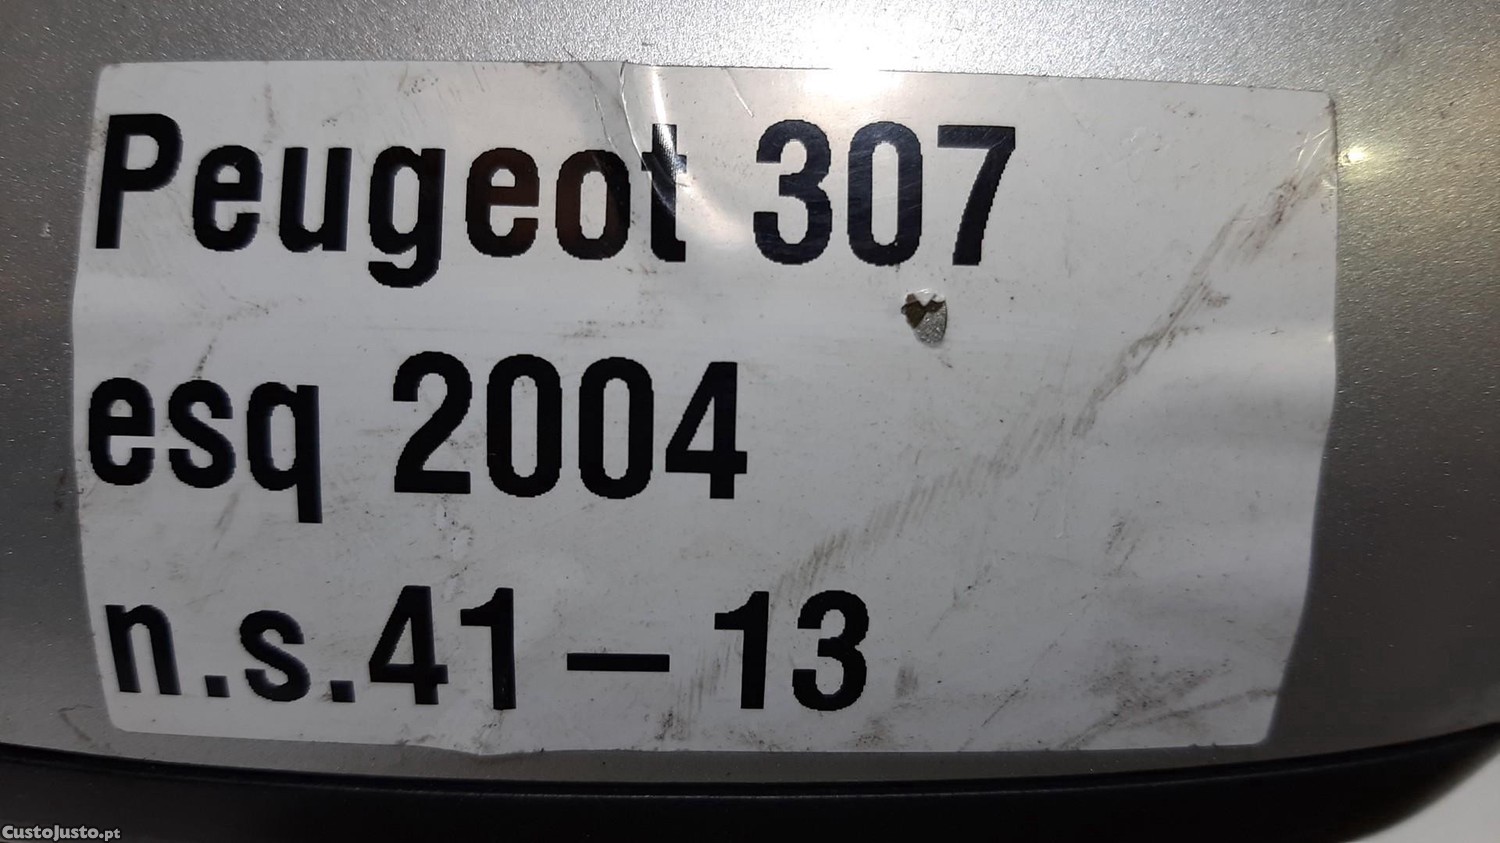 Peugeot 307
esq 2004
n.s.41-13
CustoJusto.pt